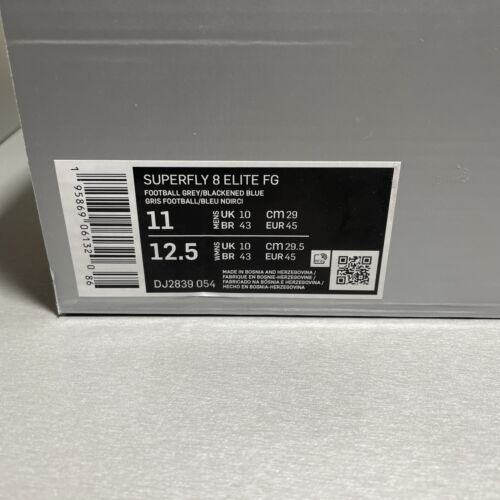 SUPERFLY 8 ELITE FG
FOOTBALL GREY/BLACKENED BLUE
GRIS FOOTBALL/BLEU NOIRCI
11 MENS UK 10 CM 29
BR 43 EUR 45
12.5 WMNS UK 10 CM 29.5
BR 43 EUR 45
DJ2839 054
MADE IN BOSNIA AND HERZEGOVINA /
FABRIQUE EN BOSNIE-HERZEGOVINE /
FABRICADO NA BÓSNIA E HERZEGOVINA /
HECHO EN BOSNIA-HERZEGOVINA
1 95869 06132 0 86